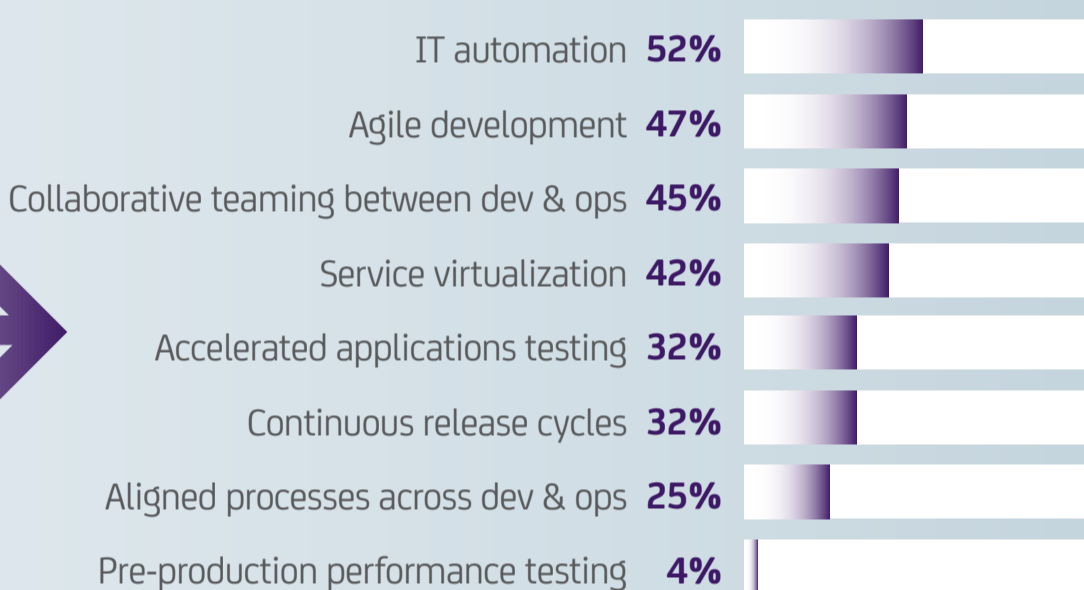 IT automation 52%
Agile development 47%
Collaborative teaming between dev & ops 45%
Service virtualization 42%
Accelerated applications testing 32%
Continuous release cycles 32%
Aligned processes across dev & ops 25%
Pre-production performance testing 4%